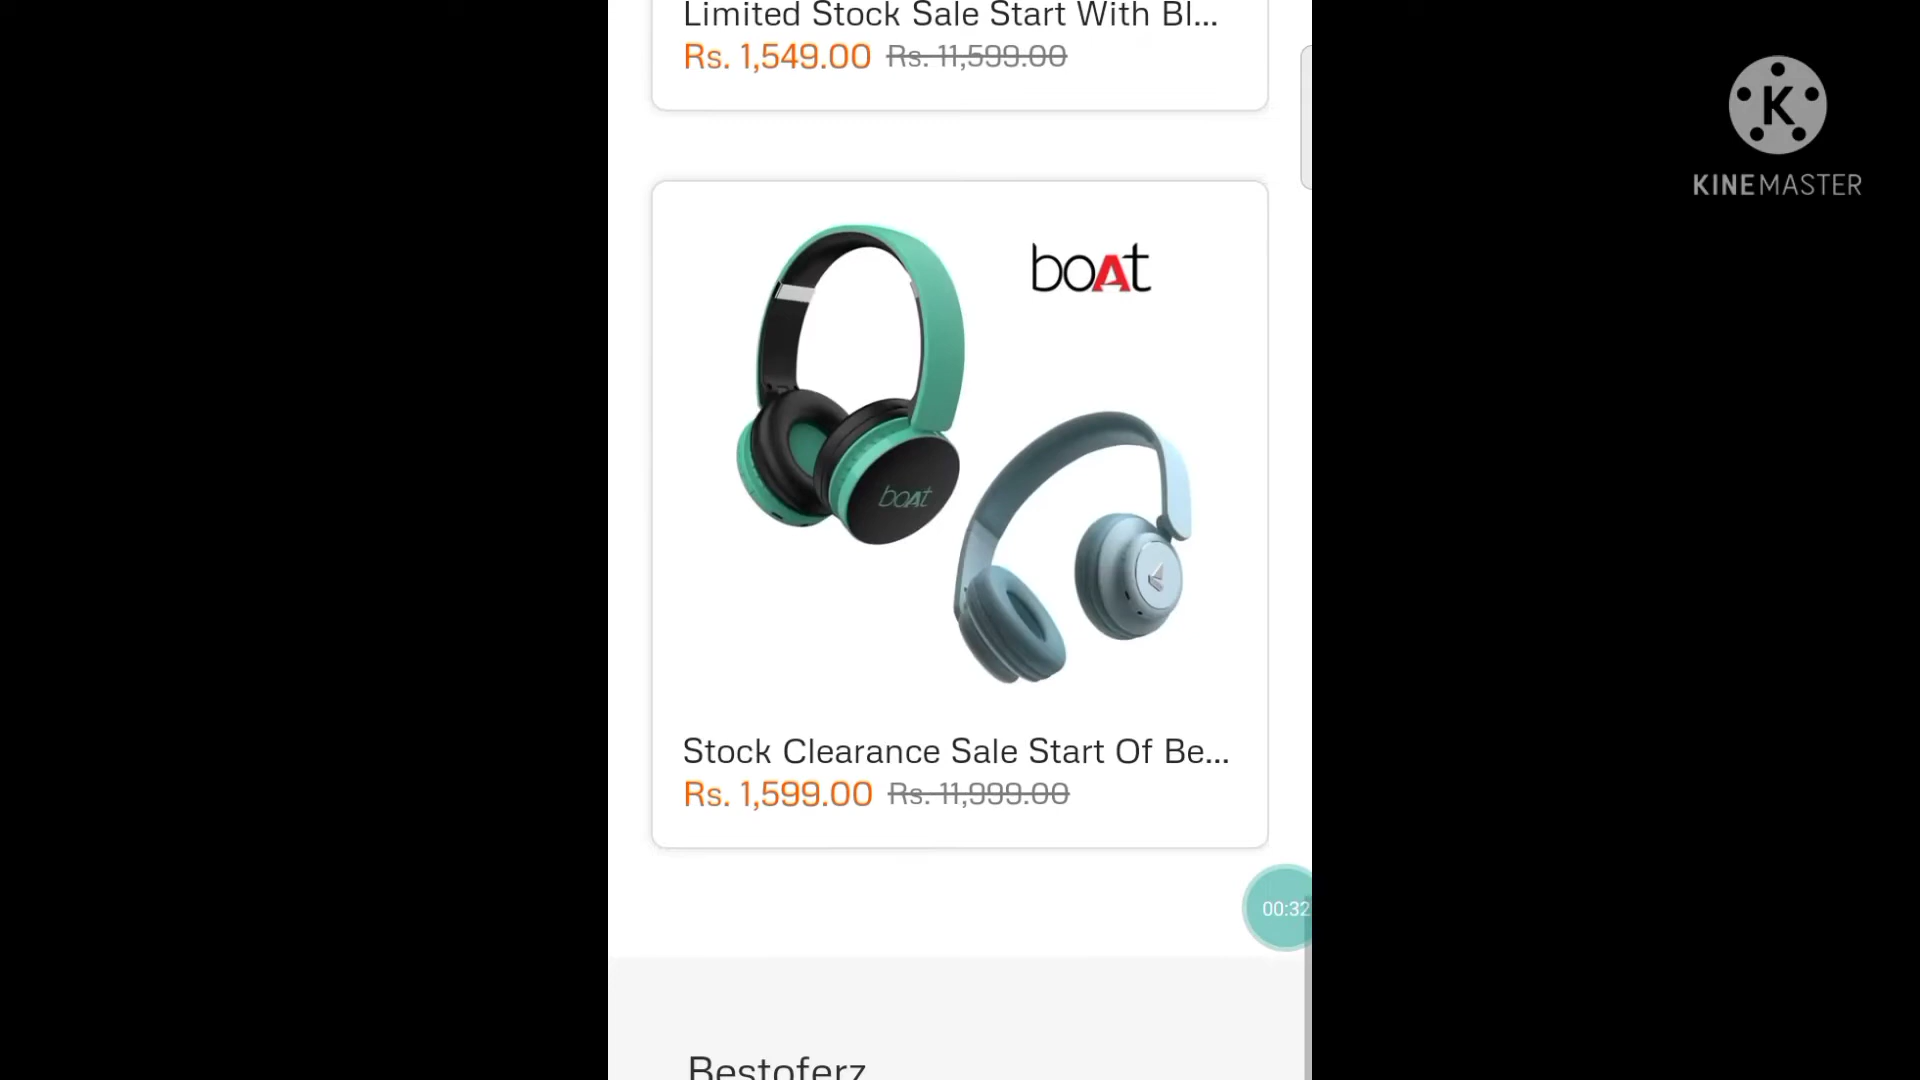 Limited Stock Sale Start With Bl...
Rs. 1,549.00 Rs. 11,599.00
KINEMASTER
boAt
boAt
Stock Clearance Sale Start Of Be...
Rs. 1,599.00 Rs. 11,999.00
00:32
Bestoferz